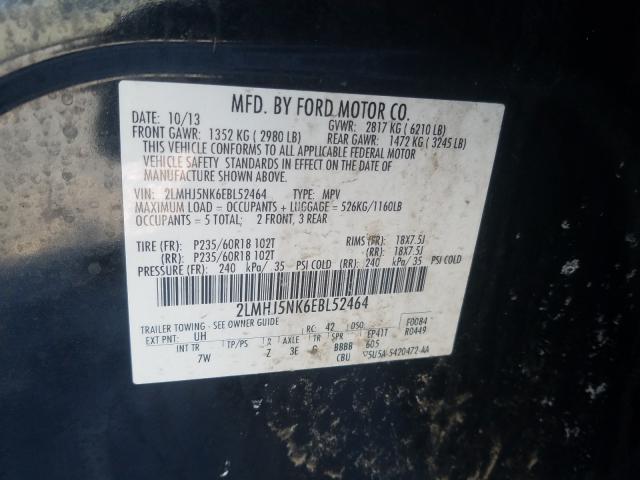 MFD. BY FORD MOTOR CO.
DATE: 10/13 GVWR: 2817 KG ( 6210 LB)
FRONT GAWR: 1352 KG ( 2980 LB) REAR GAWR: 1472 KG ( 3245 LB)
THIS VEHICLE CONFORMS TO ALL APPLICABLE FEDERAL MOTOR
VEHICLE SAFETY STANDARDS IN EFFECT ON THE DATE OF
MANUFACTURE SHOWN ABOVE.
VIN: 2LMHJ5NK6EBL52464 TYPE: MPV
MAXIMUM LOAD = OCCUPANTS + LUGGAGE = 526KG/1160LB
OCCUPANTS = 5 TOTAL; 2 FRONT, 3 REAR
TIRE (FR): P235/60R18 102T RIMS (FR): 18X7.5J
(RR): P235/60R18 102T (RR): 18X7.5J
PRESSURE (FR): 240 kPa/ 35 PSI COLD (RR): 240 kPa/ 35 PSI COLD
2LMHJ5NK6EBL52464
TRAILER TOWING - SEE OWNER GUIDE RC: 42 DSO: F0084
EXT PNT: UH EP41T R0449
INT TR TP/PS R AXLE TR SPR 605
7W Z 3E BBBB
CBU 5U5A-5420472-AA